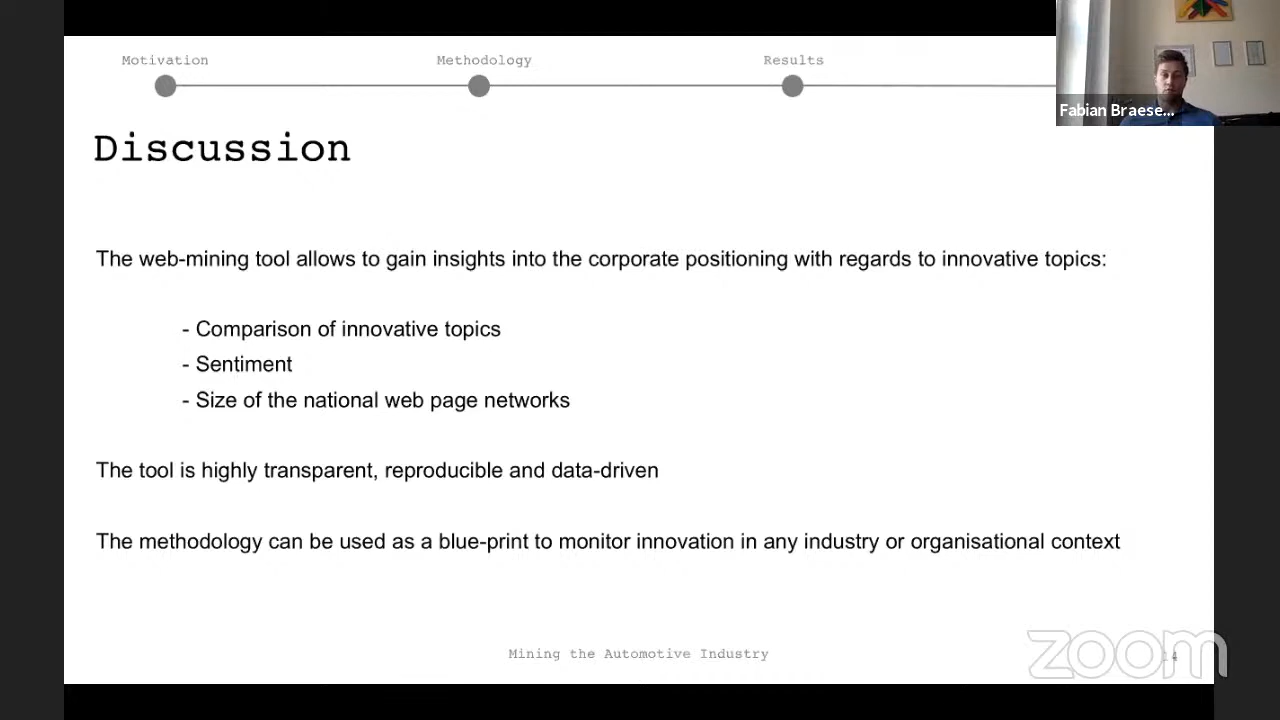 Motivation
Methodology
Results
Fabian Braese...
Discussion
The web-mining tool allows to gain insights into the corporate positioning with regards to innovative topics:
- Comparison of innovative topics
- Sentiment
- Size of the national web page networks
The tool is highly transparent, reproducible and data-driven
The methodology can be used as a blue-print to monitor innovation in any industry or organisational context
Mining the Automotive Industry
zoom